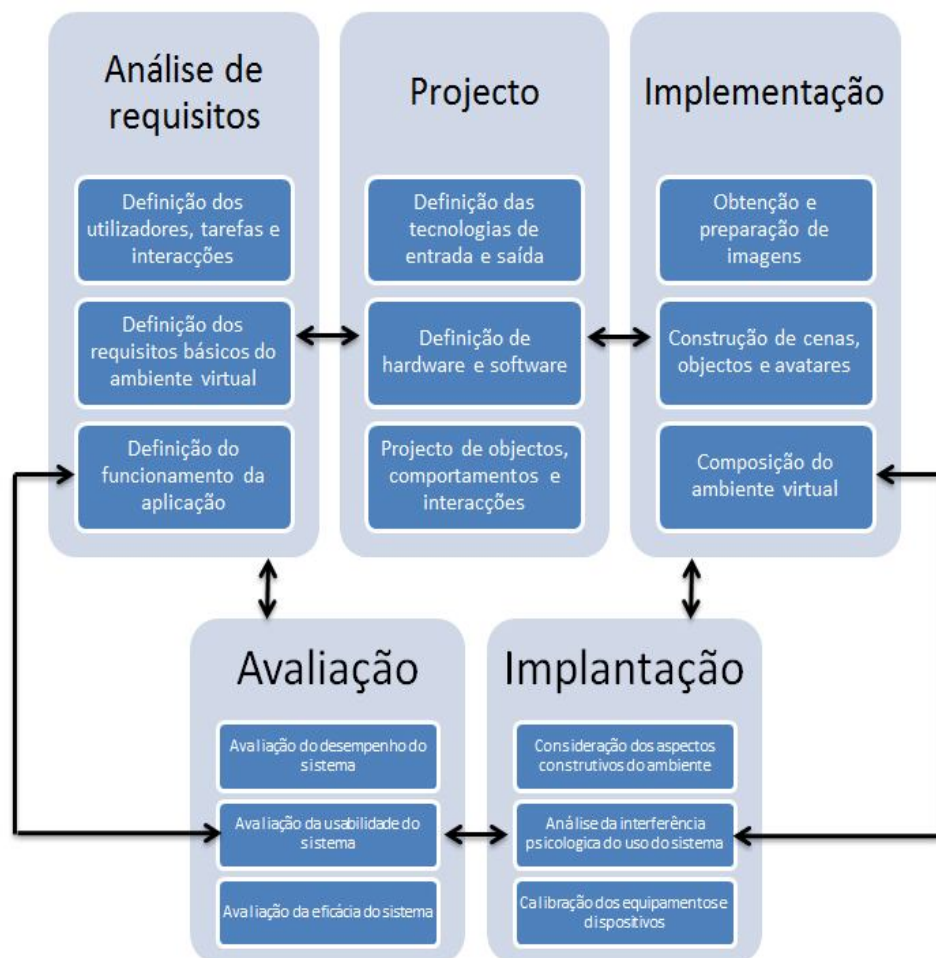 Análise de
requisitos
Definição dos
utilizadores, tarefas e
interacções
Definição dos
requisitos básicos do
ambiente virtual
Definição do
funcionamento da
aplicação
Projecto
Definição das
tecnologias de
entrada e saída
Definição de
hardware e software
Projecto de objectos,
comportamentos e
interacções
Implementação
Obtenção e
preparação de
imagens
Construção de cenas,
objectos e avatares
Composição do
ambiente virtual
Avaliação
Avaliação do desempenho do
sistema
Avaliação da usabilidade do
sistema
Avaliação da eficácia do sistema
Implantação
Consideração dos aspectos
construtivos do ambiente
Análise da interferência
psicologica do uso do sistema
Calibração dos equipamentos e
dispositivos